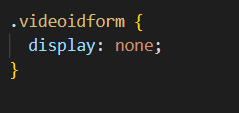 .videoidform {
  display: none;
}